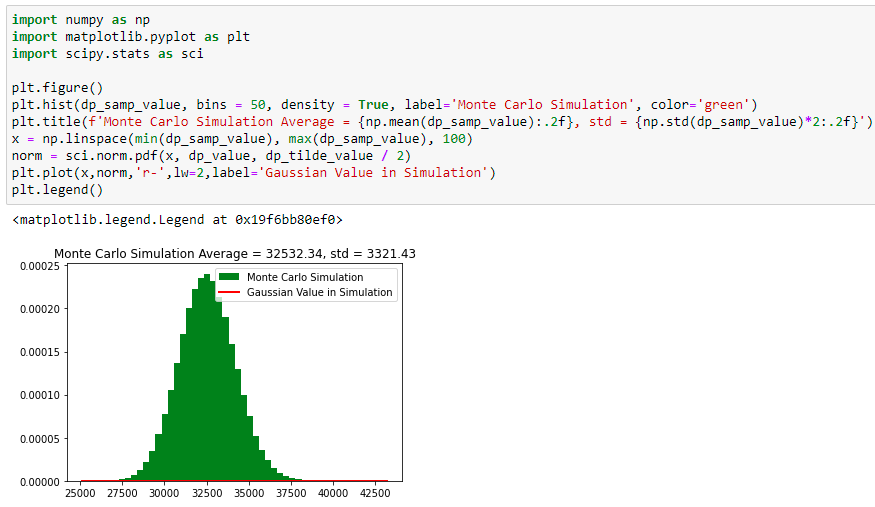 import numpy as np
import matplotlib.pyplot as plt
import scipy.stats as sci
plt.figure()
plt.hist(dp_samp_value, bins = 50, density = True, label='Monte Carlo Simulation', color='green')
plt.title(f'Monte Carlo Simulation Average = {np.mean(dp_samp_value):.2f}, std = {np.std(dp_samp_value)*2:.2f}')
x = np.linspace(min(dp_samp_value), max(dp_samp_value), 100)
norm = sci.norm.pdf(x, dp_value, dp_tilde_value / 2)
plt.plot(x,norm,'r-',lw=2,label='Gaussian Value in Simulation')
plt.legend()
<matplotlib.legend.Legend at 0x19f6bb80ef0>
Monte Carlo Simulation Average = 32532.34, std = 3321.43
Monte Carlo Simulation
Gaussian Value in Simulation
0.00025
0.00020
0.00015
0.00010
0.00005
0.00000
25000 27500 30000 32500 35000 37500 40000 42500